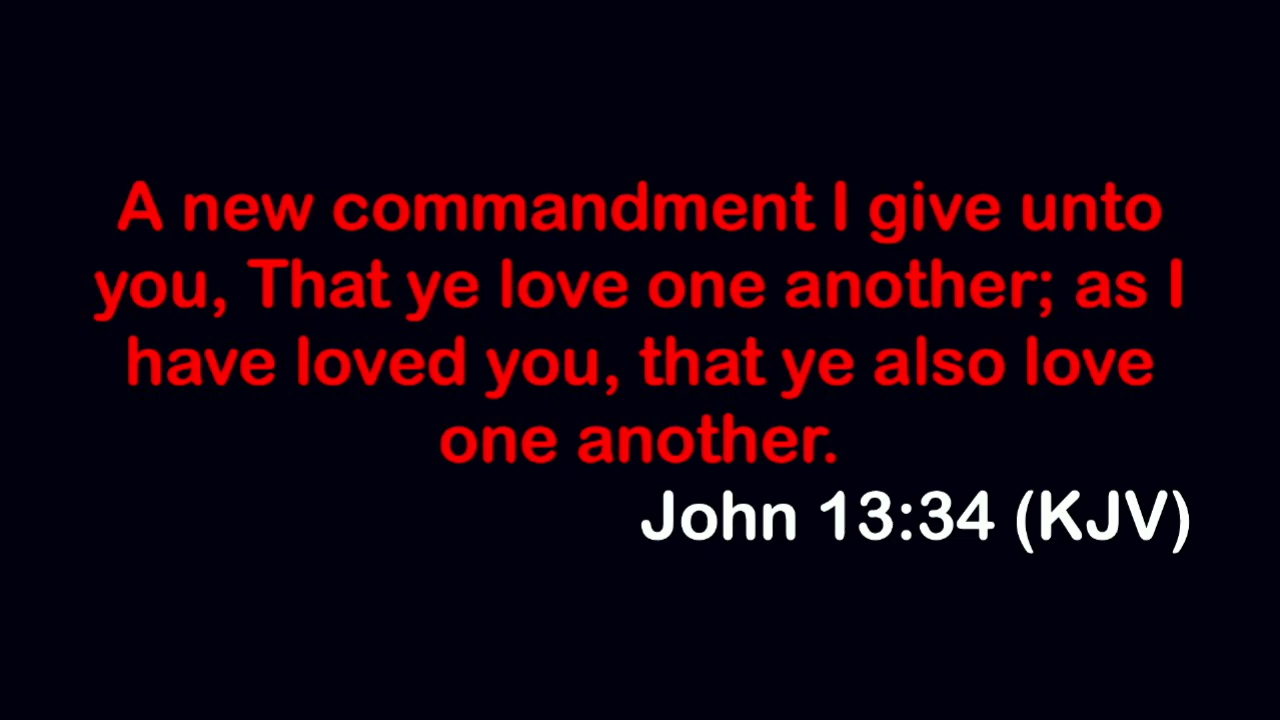 A new commandment I give unto
you, That ye love one another; as I
have loved you, that ye also love
one another.
John 13:34 (KJV)